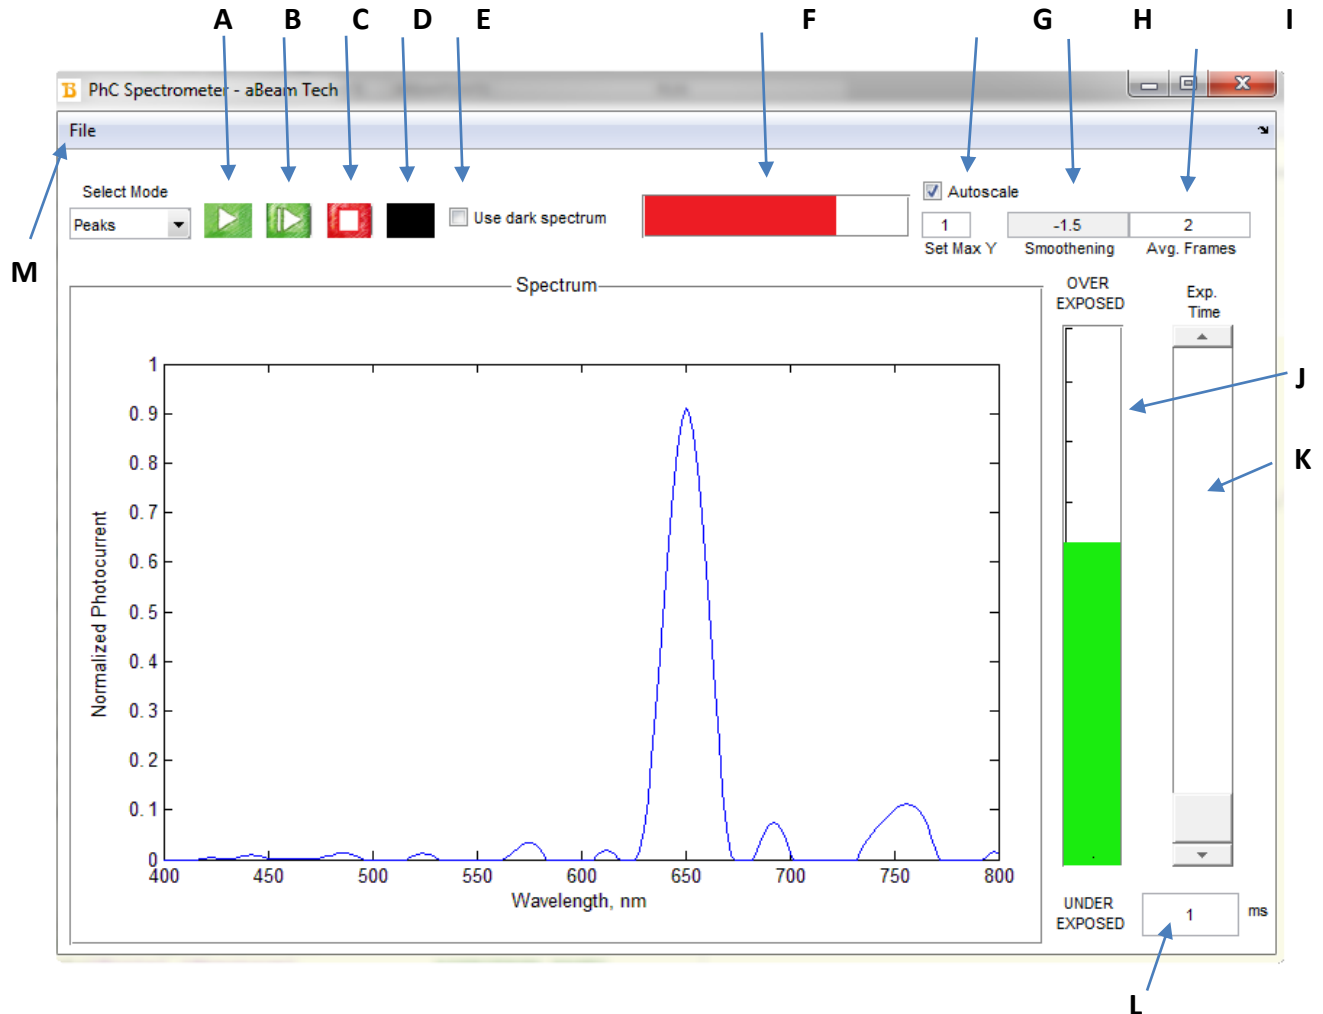 A B C D E F G H I
PhC Spectrometer - aBeam Tech
File
Select Mode
Autoscale
Peaks
Use dark spectrum
1
-1.5
2
Set Max Y
Smoothening
Avg. Frames
M
Spectrum
OVER
EXPOSED
Exp.
Time
J
K
1
0.9
0.8
0.7
0.6
0.5
0.4
0.3
0.2
0.1
0
Normalized Photocurrent
400 450 500 550 600 650 700 750 800
Wavelength, nm
UNDER
EXPOSED
1
ms
L